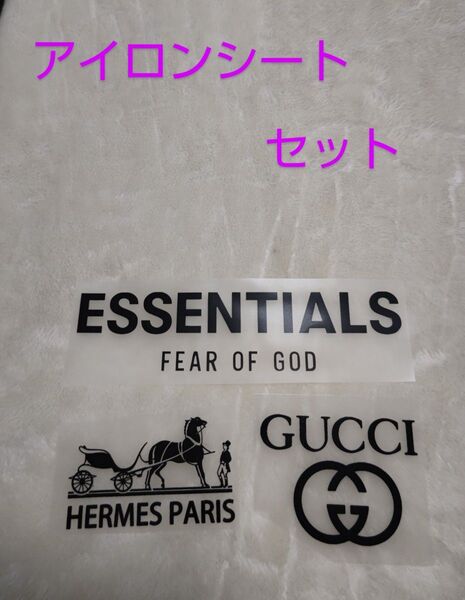 アイロンシート
セット
ESSENTIALS
FEAR OF GOD
HERMES PARIS
GUCCI